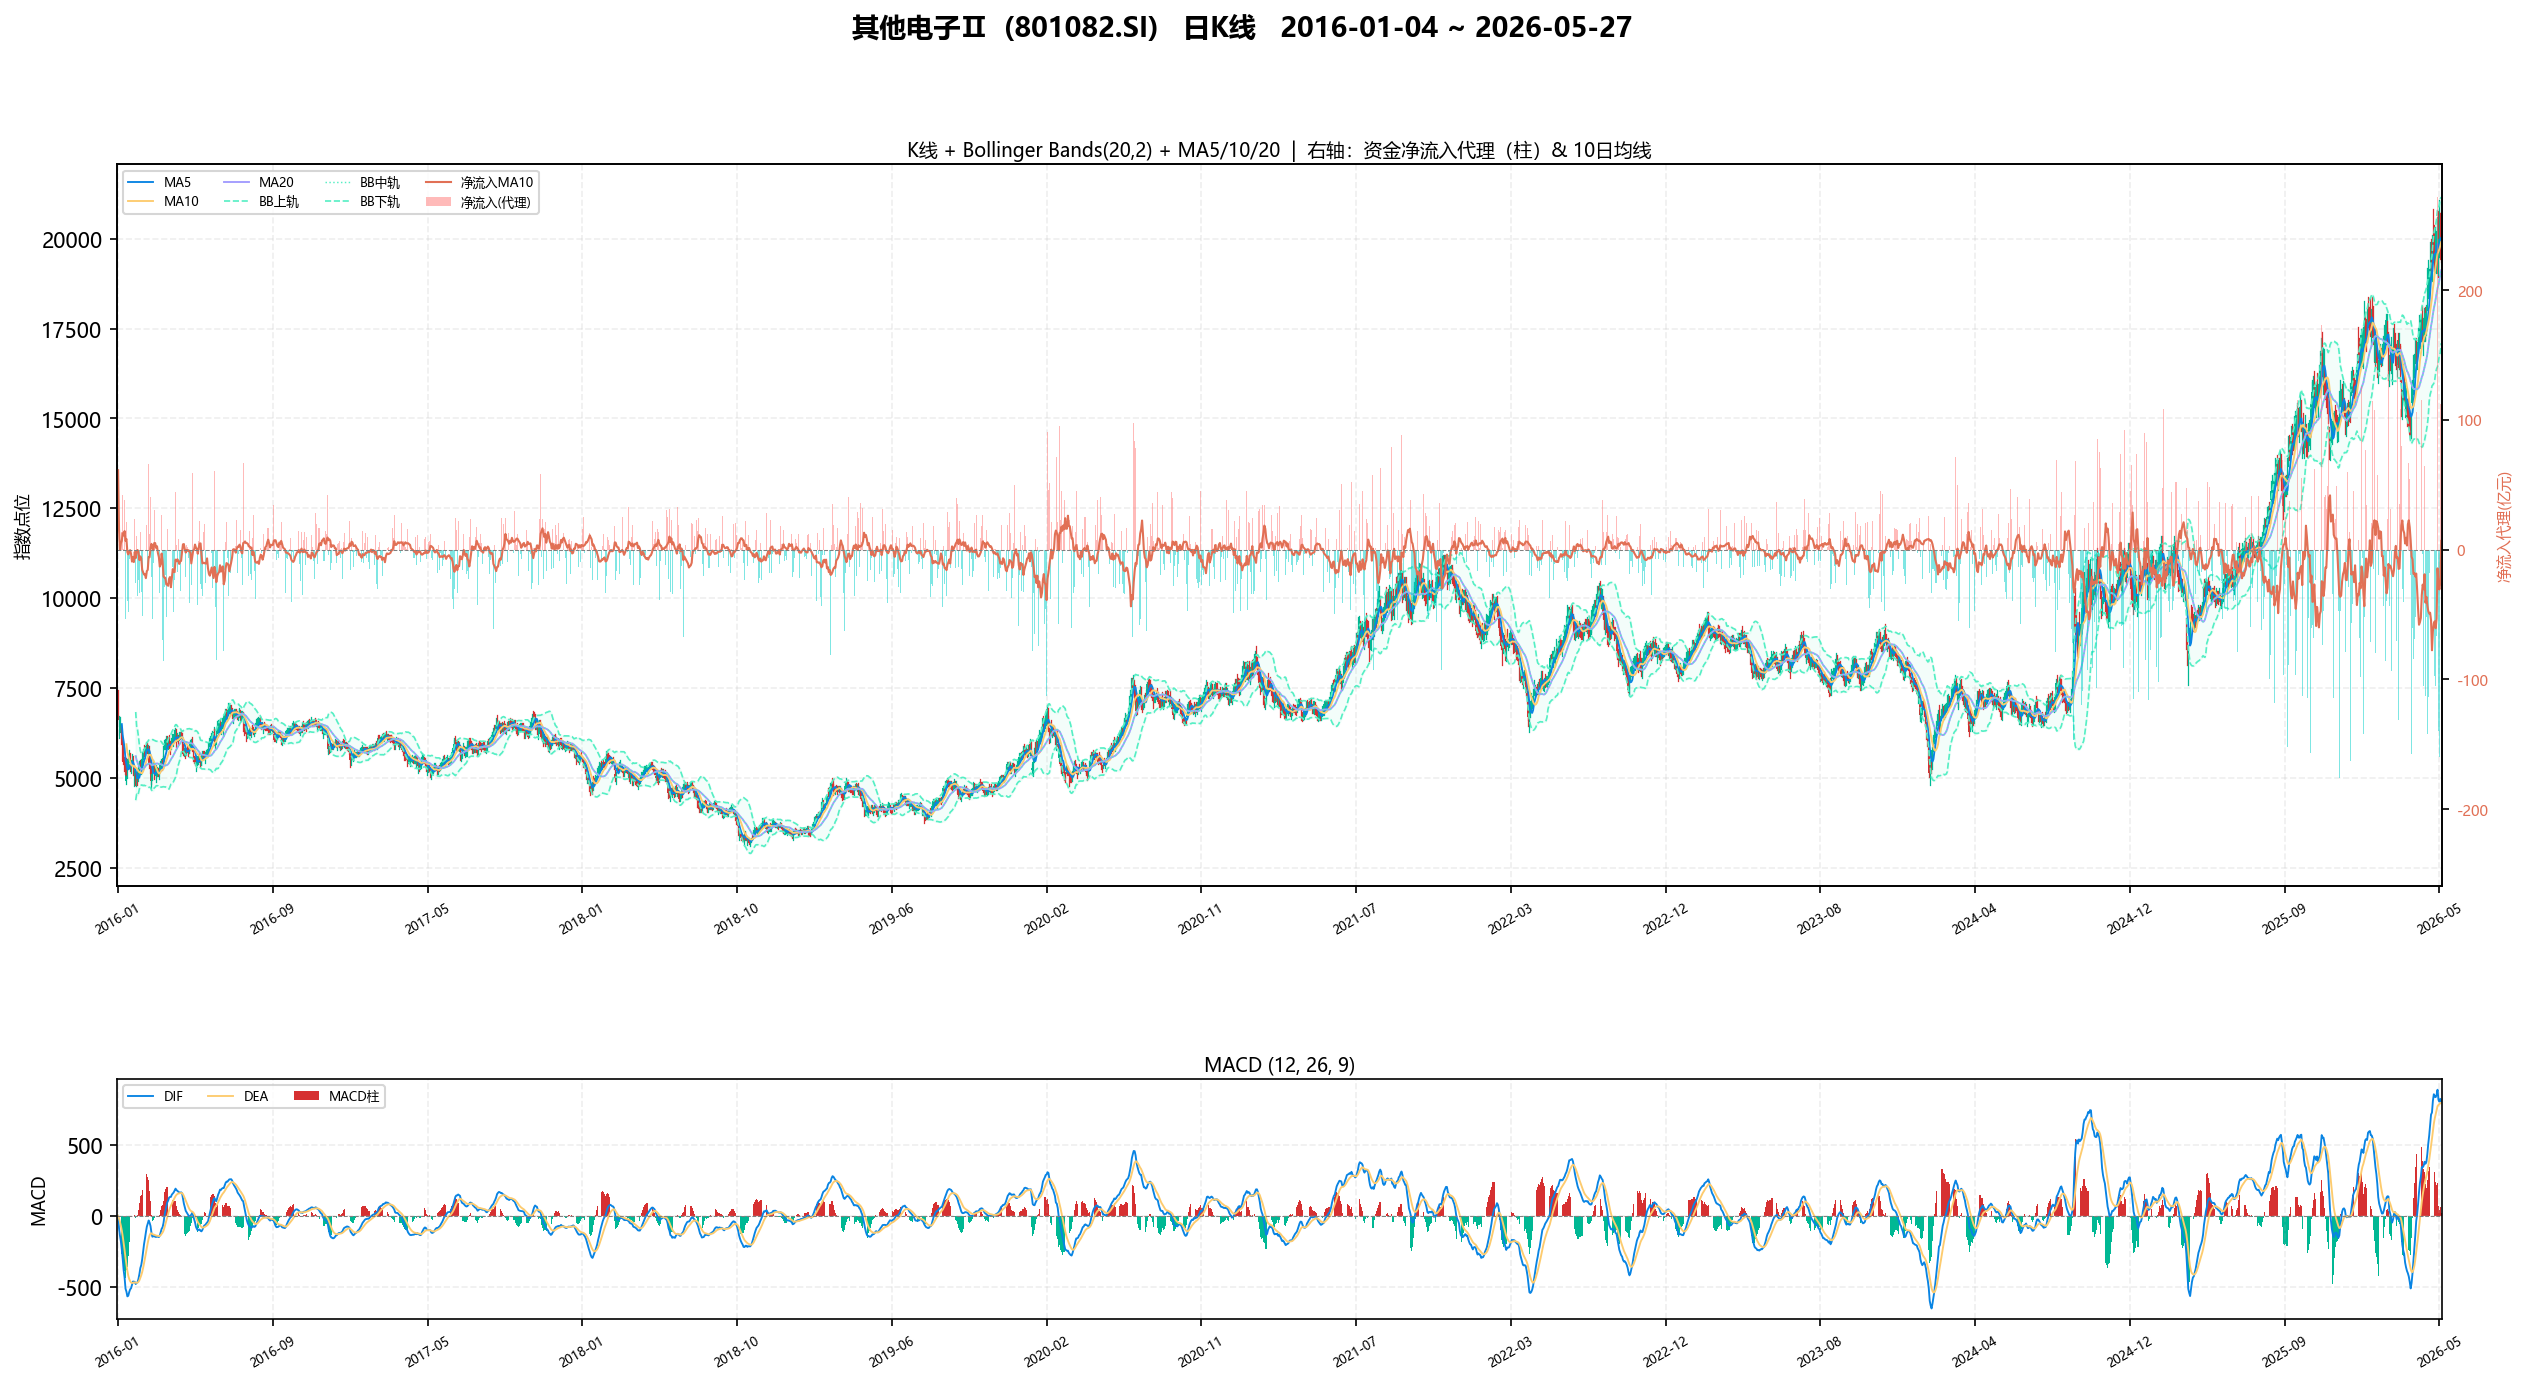 其他电子Ⅱ (801082.SI) 日K线 2016-01-04 ~ 2026-05-27
K线 + Bollinger Bands(20,2) + MA5/10/20 | 右轴：资金净流入代理（柱）& 10日均线
MA5 MA20 BB中轨 净流入MA10
MA10 BB上轨 BB下轨 净流入(代理)
指数点位
20000
17500
15000
12500
10000
7500
5000
2500
200
100
0
-100
-200
净流入代理(亿元)
2016-01 2016-09 2017-05 2018-01 2018-10 2019-06 2020-02 2020-11 2021-07 2022-03 2022-12 2023-08 2024-04 2024-12 2025-09 2026-05
MACD (12, 26, 9)
DIF DEA MACD柱
MACD
500
0
-500
2016-01 2016-09 2017-05 2018-01 2018-10 2019-06 2020-02 2020-11 2021-07 2022-03 2022-12 2023-08 2024-04 2024-12 2025-09 2026-05